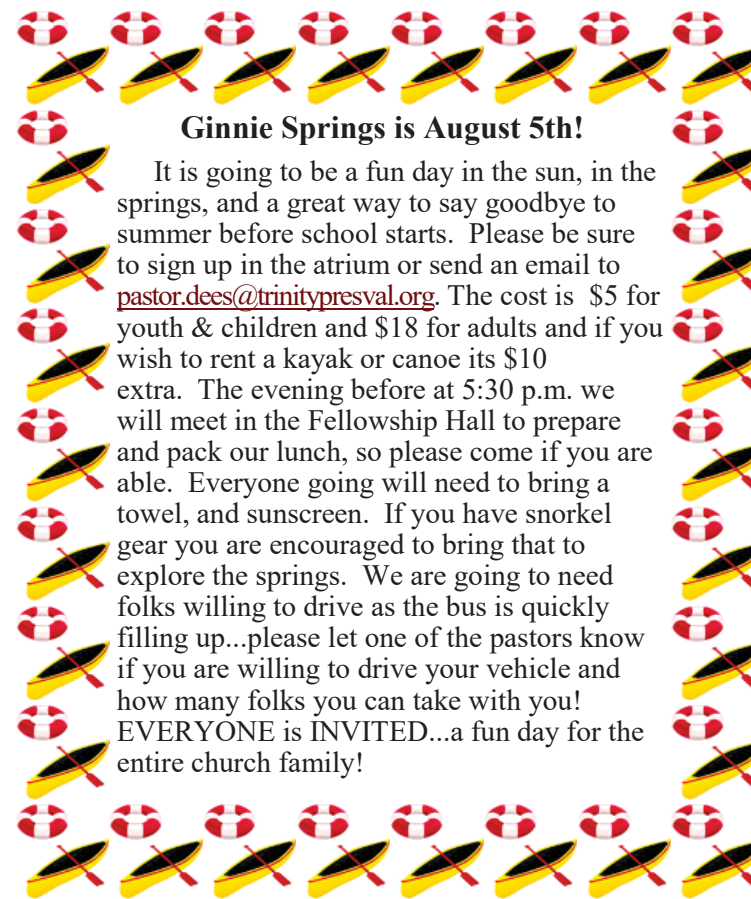 Ginnie Springs is August 5th!
It is going to be a fun day in the sun, in the
springs, and a great way to say goodbye to
summer before school starts.  Please be sure
to sign up in the atrium or send an email to
pastor.dees@trinitypresval.org. The cost is  $5 for
youth & children and $18 for adults and if you
wish to rent a kayak or canoe its $10
extra.  The evening before at 5:30 p.m. we
will meet in the Fellowship Hall to prepare
and pack our lunch, so please come if you are
able.  Everyone going will need to bring a
towel, and sunscreen.  If you have snorkel
gear you are encouraged to bring that to
explore the springs.  We are going to need
folks willing to drive as the bus is quickly
filling up...please let one of the pastors know
if you are willing to drive your vehicle and
how many folks you can take with you!
EVERYONE is INVITED...a fun day for the
entire church family!